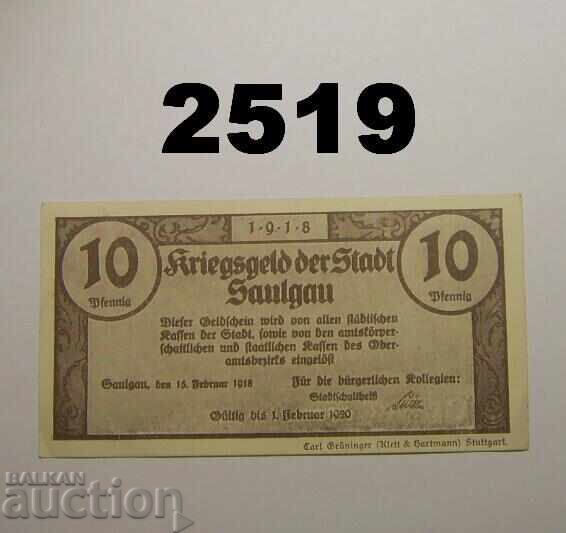 2519
1·9·1·8
10 Pfennig
10 Pfennig
Kriegsgeld der Stadt
Saulgau
Dieser Geldschein wird von allen städtischen
Kassen der Stadt, sowie von den amtskörper-
schaftlichen und staatlichen Kassen des Ober-
amtsbezirks eingelöst
Saulgau, den 15. Februar 1918 Für die bürgerlichen Kollegien:
Stadtschultheiß
Gültig bis 1. Februar 1920
Carl Grüninger (Klett & Hartmann) Stuttgart.
BALKAN
auction